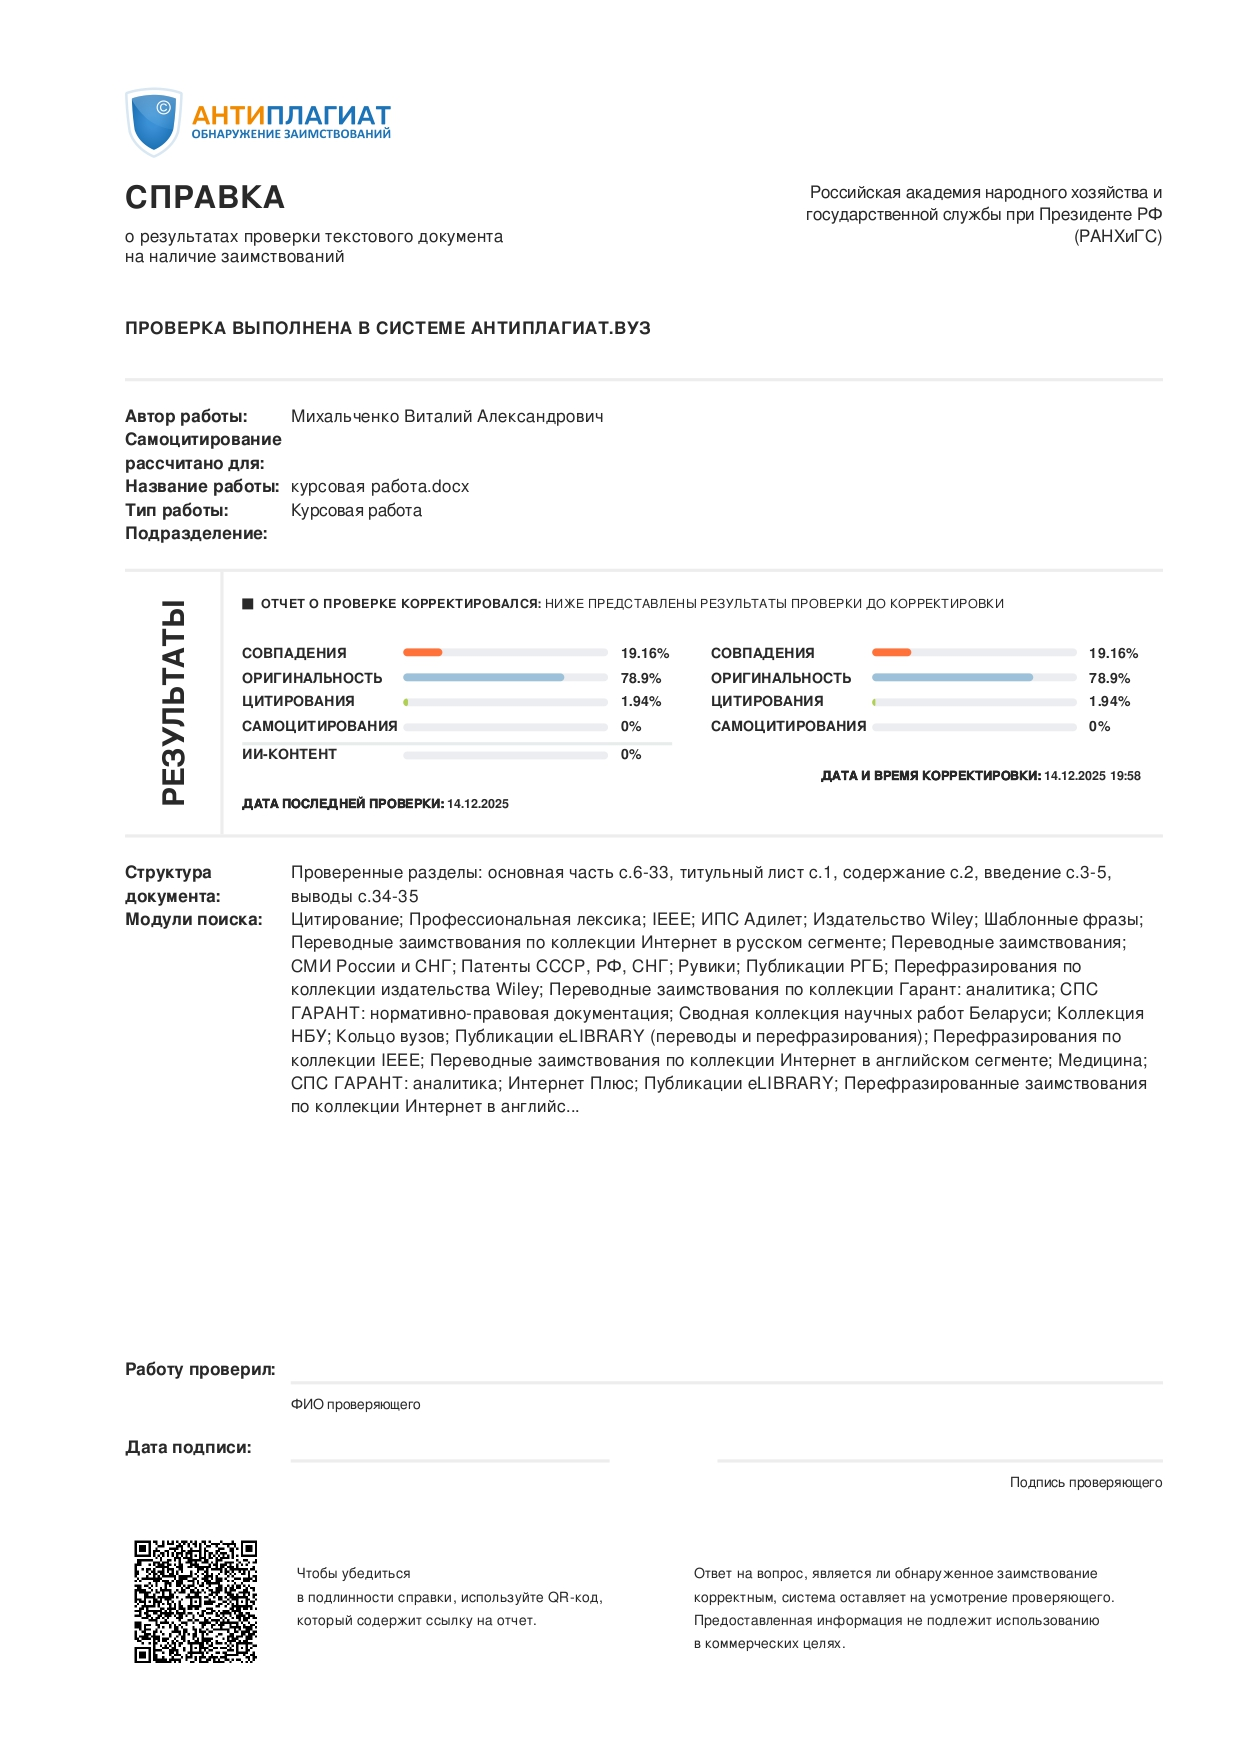 ©
АНТИПЛАГИАТ
ОБНАРУЖЕНИЕ ЗАИМСТВОВАНИЙ
СПРАВКА
о результатах проверки текстового документа
на наличие заимствований
Российская академия народного хозяйства и
государственной службы при Президенте РФ
(РАНХиГС)
ПРОВЕРКА ВЫПОЛНЕНА В СИСТЕМЕ АНТИПЛАГИАТ.ВУЗ
Автор работы: Михальченко Виталий Александрович
Самоцитирование
рассчитано для:
Название работы: курсовая работа.docx
Тип работы: Курсовая работа
Подразделение:
РЕЗУЛЬТАТЫ
ОТЧЕТ О ПРОВЕРКЕ КОРРЕКТИРОВАЛСЯ: НИЖЕ ПРЕДСТАВЛЕНЫ РЕЗУЛЬТАТЫ ПРОВЕРКИ ДО КОРРЕКТИРОВКИ
СОВПАДЕНИЯ 19.16%
ОРИГИНАЛЬНОСТЬ 78.9%
ЦИТИРОВАНИЯ 1.94%
САМОЦИТИРОВАНИЯ 0%
ИИ-КОНТЕНТ 0%
ДАТА ПОСЛЕДНЕЙ ПРОВЕРКИ: 14.12.2025
СОВПАДЕНИЯ 19.16%
ОРИГИНАЛЬНОСТЬ 78.9%
ЦИТИРОВАНИЯ 1.94%
САМОЦИТИРОВАНИЯ 0%
ДАТА И ВРЕМЯ КОРРЕКТИРОВКИ: 14.12.2025 19:58
Структура Проверенные разделы: основная часть с.6-33, титульный лист с.1, содержание с.2, введение с.3-5,
документа: выводы с.34-35
Модули поиска: Цитирование; Профессиональная лексика; IEEE; ИПС Адилет; Издательство Wiley; Шаблонные фразы;
Переводные заимствования по коллекции Интернет в русском сегменте; Переводные заимствования;
СМИ России и СНГ; Патенты СССР, РФ, СНГ; Рувики; Публикации РГБ; Перефразирования по
коллекции издательства Wiley; Переводные заимствования по коллекции Гарант: аналитика; СПС
ГАРАНТ: нормативно-правовая документация; Сводная коллекция научных работ Беларуси; Коллекция
НБУ; Кольцо вузов; Публикации eLIBRARY (переводы и перефразирования); Перефразирования по
коллекции IEEE; Переводные заимствования по коллекции Интернет в английском сегменте; Медицина;
СПС ГАРАНТ: аналитика; Интернет Плюс; Публикации eLIBRARY; Перефразированные заимствования
по коллекции Интернет в английс...
Работу проверил:
ФИО проверяющего
Дата подписи:
Подпись проверяющего
Чтобы убедиться
в подлинности справки, используйте QR-код,
который содержит ссылку на отчет.
Ответ на вопрос, является ли обнаруженное заимствование
корректным, система оставляет на усмотрение проверяющего.
Предоставленная информация не подлежит использованию
в коммерческих целях.